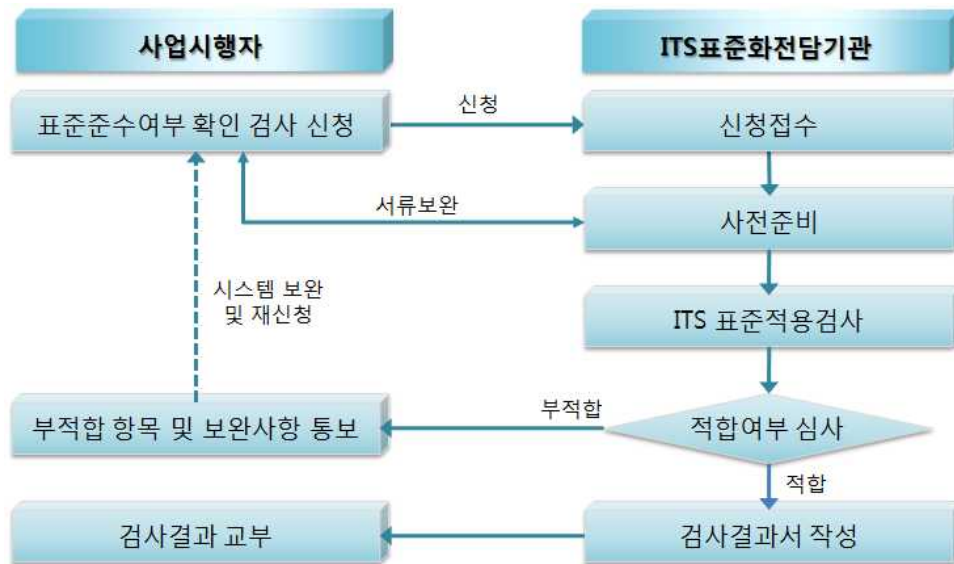 사업시행자
ITS표준화전담기관
표준준수여부 확인 검사 신청
신청
신청접수
서류보완
사전준비
시스템 보완
및 재신청
ITS 표준적용검사
부적합 항목 및 보완사항 통보
부적합
적합여부 심사
적합
검사결과 교부
검사결과서 작성